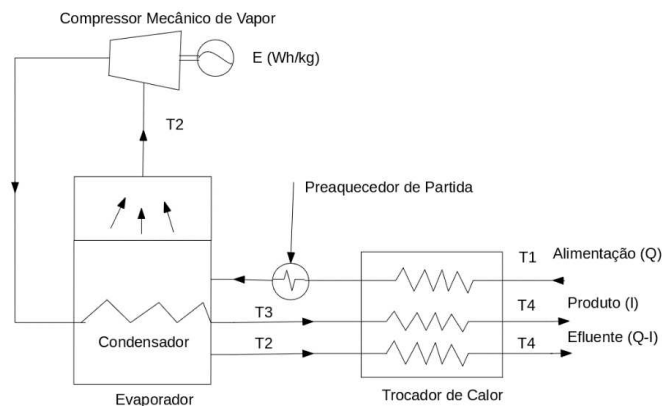 Compressor Mecânico de Vapor
E (Wh/kg)
T2
Preaquecedor de Partida
T1
Alimentação (Q)
T3
T4
Produto (I)
Condensador
T2
T4
Efluente (Q-I)
Evaporador
Trocador de Calor